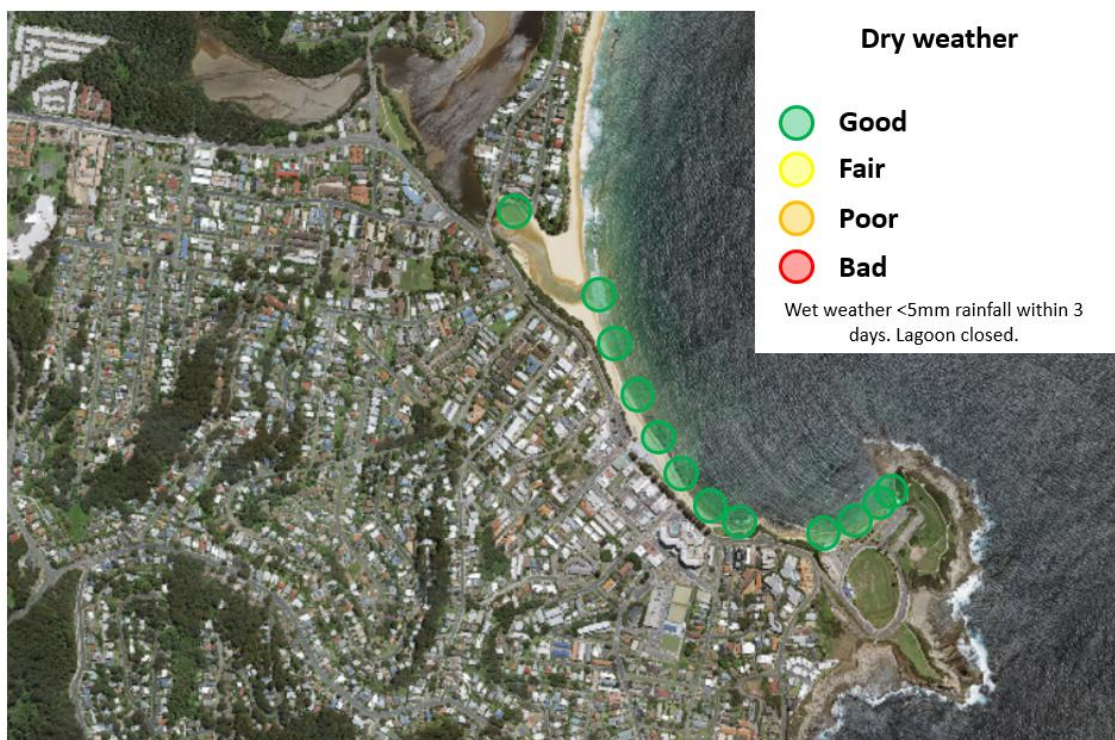 Dry weather
Good
Fair
Poor
Bad
Wet weather <5mm rainfall within 3
days. Lagoon closed.